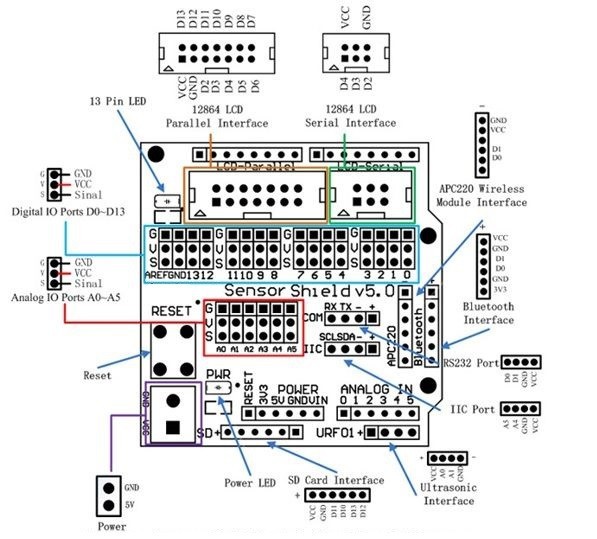 D13 D12 D11 D10 D9 D8 D7
VCC GND D2 D3 D4 D5 D6
VCC GND
D4 D3 D2
13 Pin LED
12864 LCD
Parallel Interface
12864 LCD
Serial Interface
-
GND
VCC
D1
D0
APC220 Wireless
Module Interface
LCD-Parallel
LCD-Serial
G GND
V VCC
S Sinal
Digital IO Ports D0~D13
G
V
S
G
V
S
G
V
S
G
V
S
AREF GND 13 12 11 10 9 8 7 6 5 4 3 2 1 0
+
VCC
GND
D1
D0
GND
3V3
Bluetooth
Interface
G GND
V VCC
S Sinal
Analog IO Ports A0~A5
Sensor Shield v5.0
RESET
G
V
S
A0 A1 A2 A3 A4 A5
RX TX - +
COM
SCLSDA- +
IIC
APC220
Bluetooth
RS232 Port
D0 D1 GND VCC
Reset
PWR
RESET
3V3
5V GNDVIN
POWER
ANALOG IN
0 1 2 3 4 5
IIC Port
A5 A4 GND VCC
GND
VCC
SD+
URF01+
GND
5V
Power
Power LED
SD Card Interface
+
VCC GND D11 D10 D13 D12
Ultrasonic
Interface
+ -
VCC A0 A1 GND